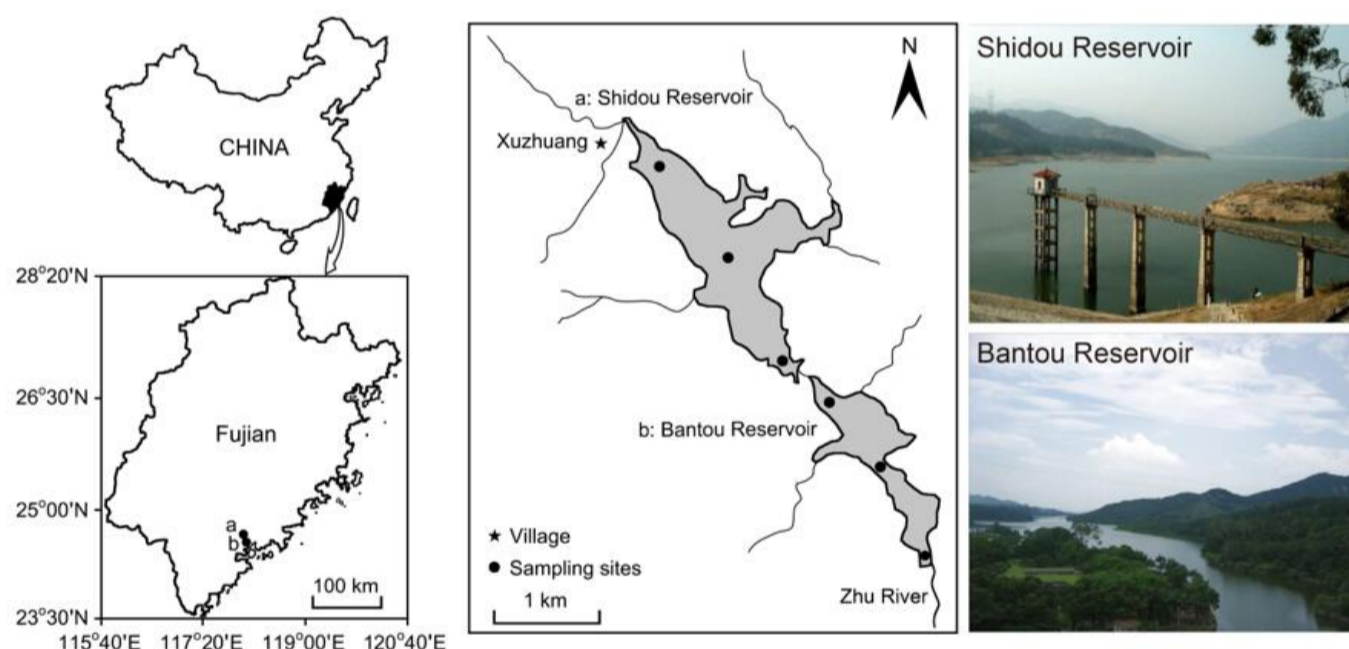 CHINA
28°20'N
26°30'N
25°00'N
23°30'N
115°40'E
117°20'E
119°00'E
120°40'E
Fujian
a
b
100 km
N
a: Shidou Reservoir
Xuzhuang ★
b: Bantou Reservoir
★ Village
● Sampling sites
1 km
Zhu River
Shidou Reservoir
Bantou Reservoir